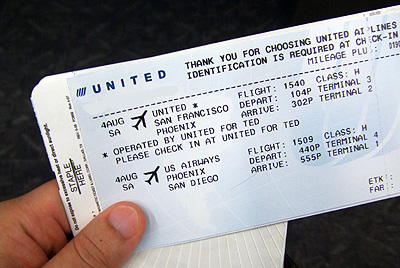 UNITED
THANK YOU FOR CHOOSING UNITED AIRLINES
IDENTIFICATION IS REQUIRED AT CHECK-IN
MILEAGE PLUS: 0190
4AUG UNITED * FLIGHT: 1540 CLASS: H
SA SAN FRANCISCO DEPART: 104P TERMINAL 3
PHOENIX ARRIVE: 302P TERMINAL 2
* OPERATED BY UNITED FOR TED
PLEASE CHECK IN AT UNITED FOR TED
4AUG US AIRWAYS FLIGHT: 1509 CLASS: H
SA PHOENIX DEPART: 440P TERMINAL 4
SAN DIEGO ARRIVE: 555P TERMINAL 1
ETK
FAR:
STAPLE
HERE